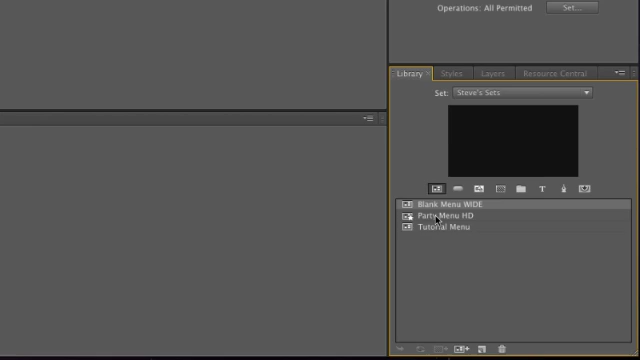 Operations: All Permitted Set...
Library Styles Layers Resource Central
Set: Steve's Sets
T
Blank Menu WIDE
Party Menu HD
Tutorial Menu